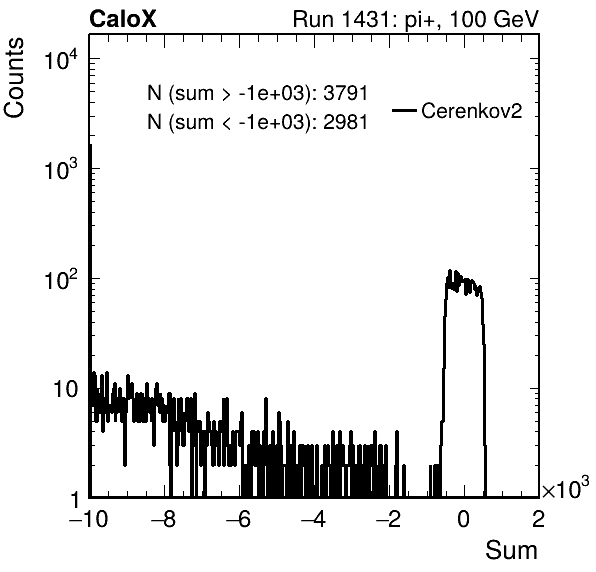 CaloX Run 1431: pi+, 100 GeV
Counts
N (sum > -1e+03): 3791
N (sum < -1e+03): 2981
Cerenkov2
10⁴
10³
10²
10
1
−10 −8 −6 −4 −2 0 2
×10³
Sum